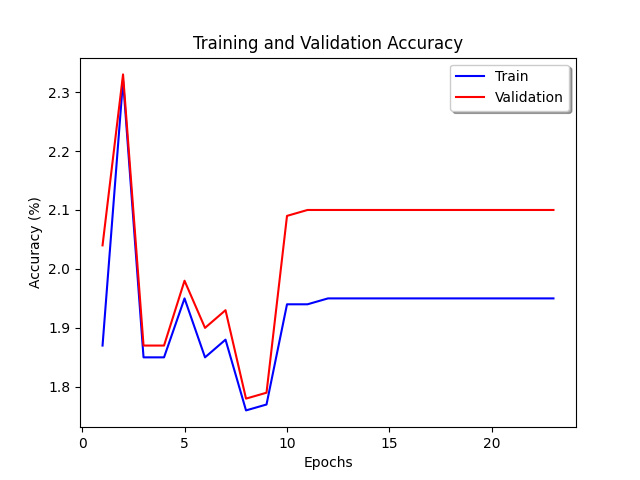 Training and Validation Accuracy
Train
Validation
Accuracy (%)
2.3
2.2
2.1
2.0
1.9
1.8
0 5 10 15 20
Epochs